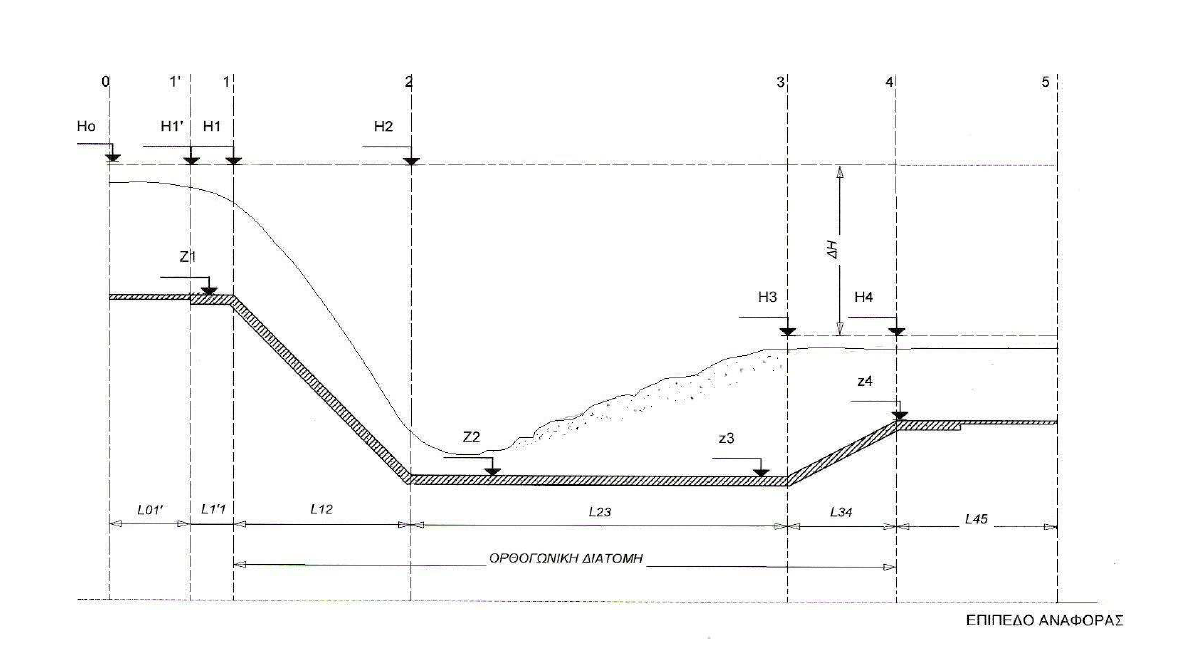 0 1' 1 2 3 4 5
Ho H1' H1 H2
Z1 ΔH
H3 H4
z4
Z2 z3
L01' L1'1 L12 L23 L34 L45
ΟΡΘΟΓΩΝΙΚΗ ΔΙΑΤΟΜΗ
ΕΠΙΠΕΔΟ ΑΝΑΦΟΡΑΣ